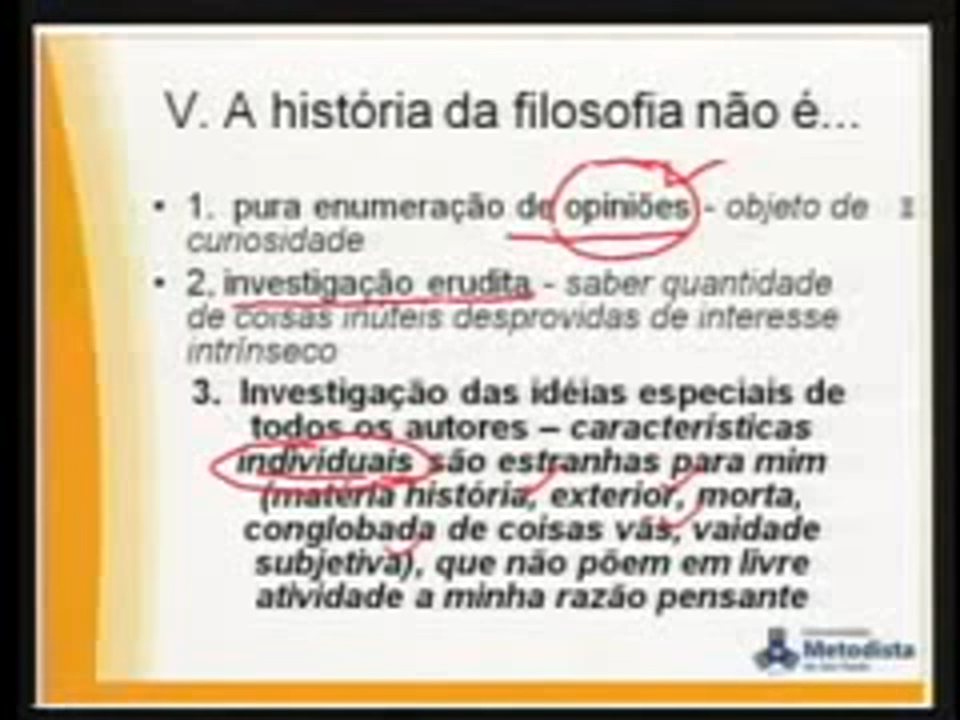 V. A história da filosofia não é...
• 1. pura enumeração de opiniões - objeto de
curiosidade
• 2. investigação erudita - saber quantidade
de coisas inúteis desprovidas de interesse
intrínseco
3. Investigação das idéias especiais de
todos os autores – características
individuais são estranhas para mim
(matéria história, exterior, morta,
conglobada de coisas vãs, vaidade
subjetiva), que não põem em livre
atividade a minha razão pensante
Metodista